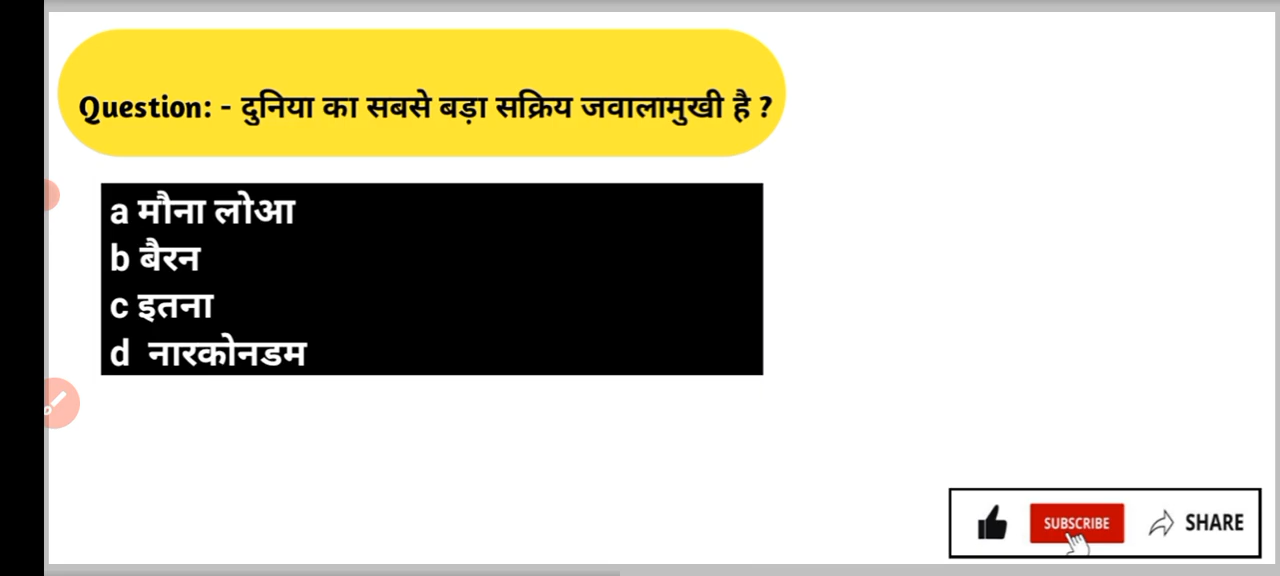 Question: - दुनिया का सबसे बड़ा सक्रिय जवालामुखी है ?
a मौना लोआ
b बैरन
c इतना
d नारकोनडम
SUBSCRIBE SHARE